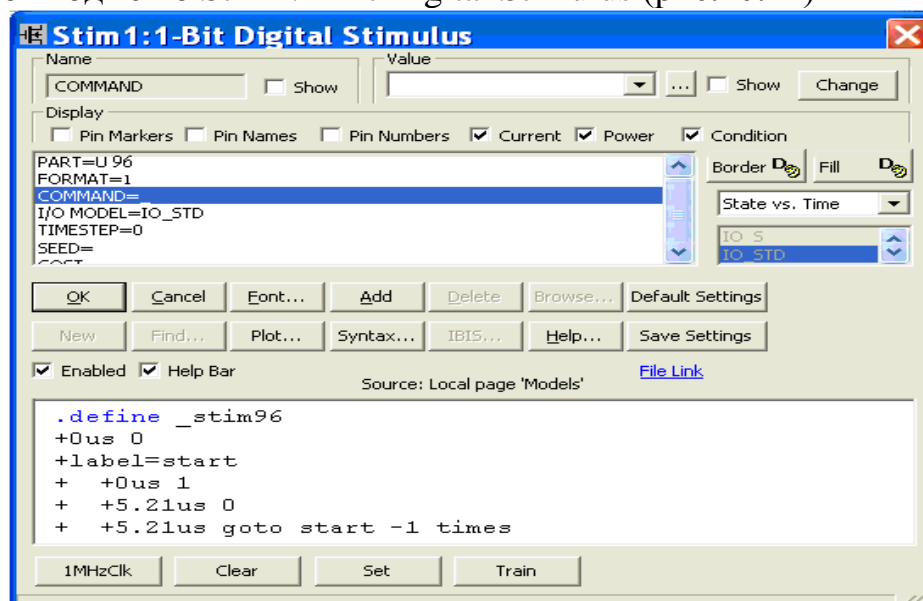 Stim1:1-Bit Digital Stimulus
Name
Value
COMMAND
Show
...
Show
Change
Display
Pin Markers Pin Names Pin Numbers Current Power Condition
PART=U 96
FORMAT=1
COMMAND=_
I/O MODEL=IO_STD
TIMESTEP=0
SEED=
Border
Fill
State vs. Time
IO_S
IO_STD
OK Cancel Font... Add Delete Browse... Default Settings
New Find... Plot... Syntax... IBIS... Help... Save Settings
Enabled Help Bar
Source: Local page 'Models'
File Link
.define _stim96
+0us 0
+label=start
+ +0us 1
+ +5.21us 0
+ +5.21us goto start -1 times
1MHzClk Clear Set Train